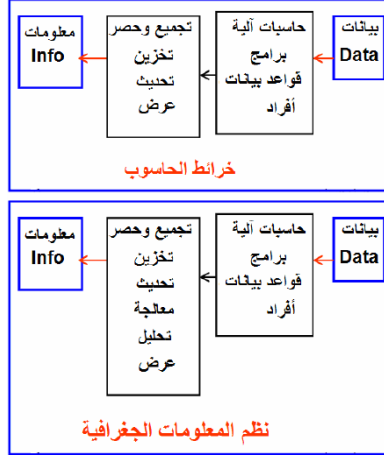 بيانات
Data
حاسبات آلية
برامج
قواعد بيانات
أفراد
تجميع وحصر
تخزين
تحديث
عرض
معلومات
Info
خرائط الحاسوب
بيانات
Data
حاسبات آلية
برامج
قواعد بيانات
أفراد
تجميع وحصر
تخزين
تحديث
معالجة
تحليل
عرض
معلومات
Info
نظم المعلومات الجغرافية